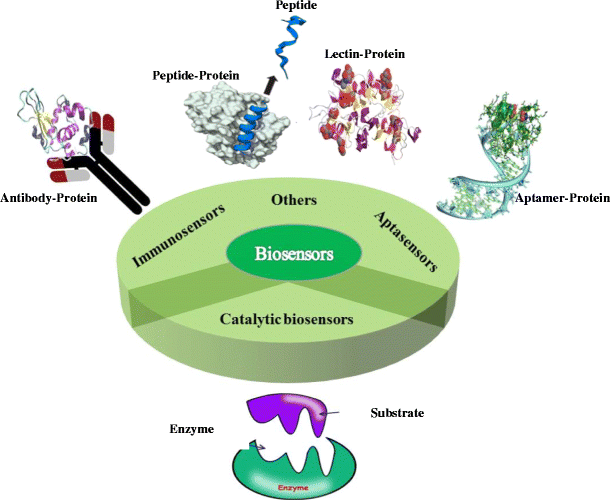 Peptide
Peptide-Protein
Lectin-Protein
Antibody-Protein
Aptamer-Protein
Immunosensors
Others
Aptasensors
Biosensors
Catalytic biosensors
Substrate
Enzyme
Enzyme